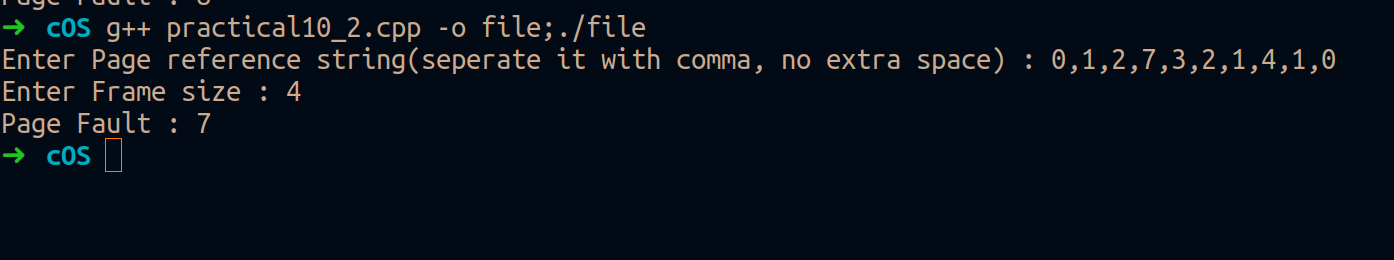 Page Fault : 8
➜ cOS g++ practical10_2.cpp -o file;./file
Enter Page reference string(seperate it with comma, no extra space) : 0,1,2,7,3,2,1,4,1,0
Enter Frame size : 4
Page Fault : 7
➜ cOS